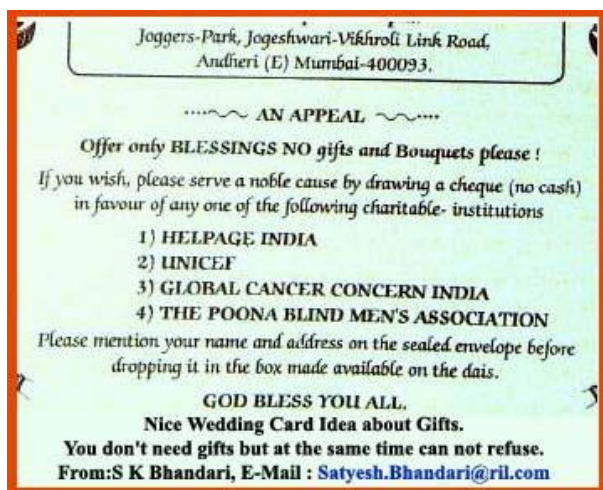 Joggers-Park, Jogeshwari-Vikhroli Link Road,
Andheri (E) Mumbai-400093.
AN APPEAL
Offer only BLESSINGS NO gifts and Bouquets please !
If you wish, please serve a noble cause by drawing a cheque (no cash)
in favour of any one of the following charitable- institutions
1) HELPAGE INDIA
2) UNICEF
3) GLOBAL CANCER CONCERN INDIA
4) THE POONA BLIND MEN'S ASSOCIATION
Please mention your name and address on the sealed envelope before
dropping it in the box made available on the dais.
GOD BLESS YOU ALL.
Nice Wedding Card Idea about Gifts.
You don't need gifts but at the same time can not refuse.
From:S K Bhandari, E-Mail : Satyesh.Bhandari@ril.com